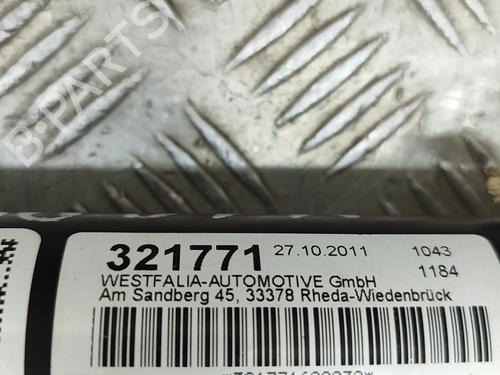 B-PARTS
321771 27.10.2011 1043
1184
WESTFALIA-AUTOMOTIVE GmbH
Am Sandberg 45, 33378 Rheda-Wiedenbrück